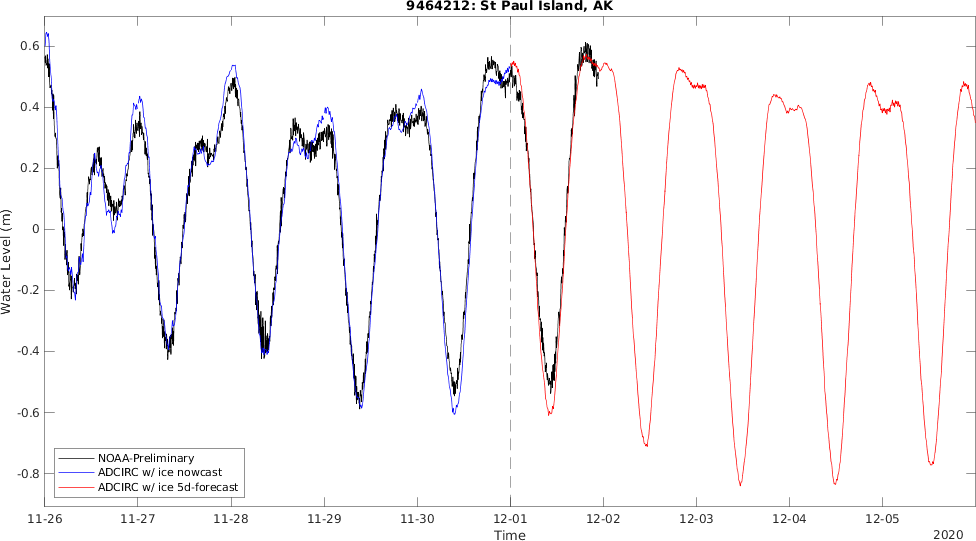 9464212: St Paul Island, AK
0.6
0.4
0.2
0
-0.2
-0.4
-0.6
-0.8
Water Level (m)
NOAA-Preliminary
ADCIRC w/ ice nowcast
ADCIRC w/ ice 5d-forecast
11-26 11-27 11-28 11-29 11-30 12-01 12-02 12-03 12-04 12-05
Time
2020